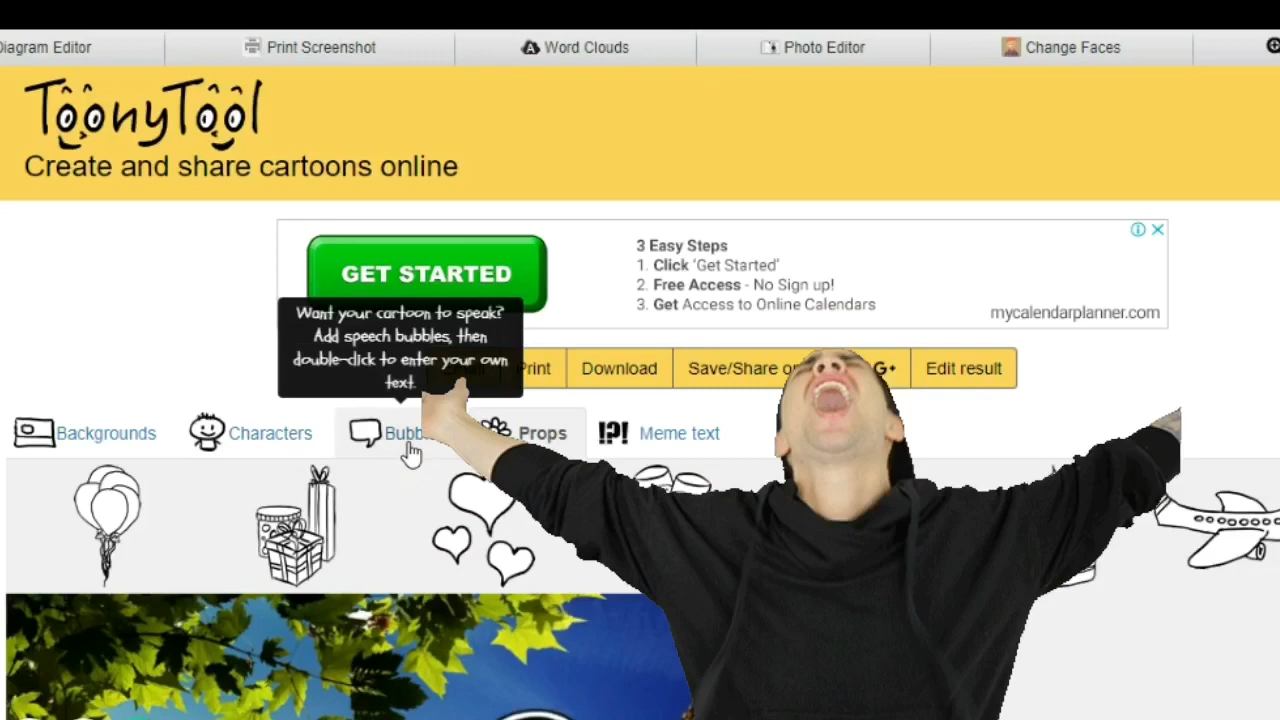 Diagram Editor
Print Screenshot
Word Clouds
Photo Editor
Change Faces
ToonyTool
Create and share cartoons online
GET STARTED
3 Easy Steps
1. Click 'Get Started'
2. Free Access - No Sign up!
3. Get Access to Online Calendars
mycalendarplanner.com
Want your cartoon to speak?
Add speech bubbles, then
double-click to enter your own
text.
Email
Print
Download
Save/Share o
G+
Edit result
Backgrounds
Characters
Bubb
Props
!?!
Meme text